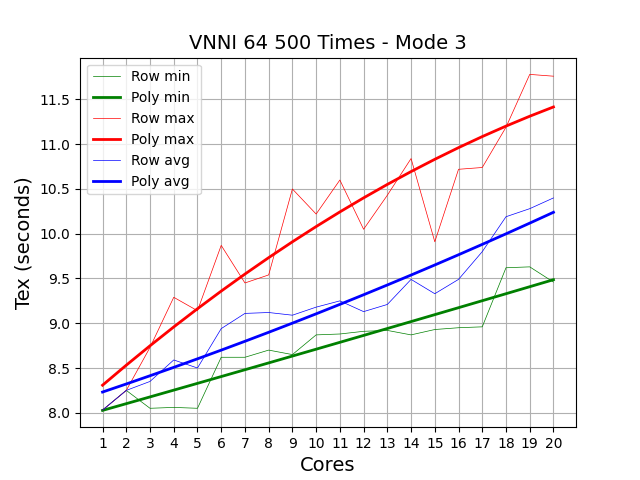 VNNI 64 500 Times - Mode 3
Row min
Poly min
Row max
Poly max
Row avg
Poly avg
Tex (seconds)
11.5
11.0
10.5
10.0
9.5
9.0
8.5
8.0
1 2 3 4 5 6 7 8 9 10 11 12 13 14 15 16 17 18 19 20
Cores